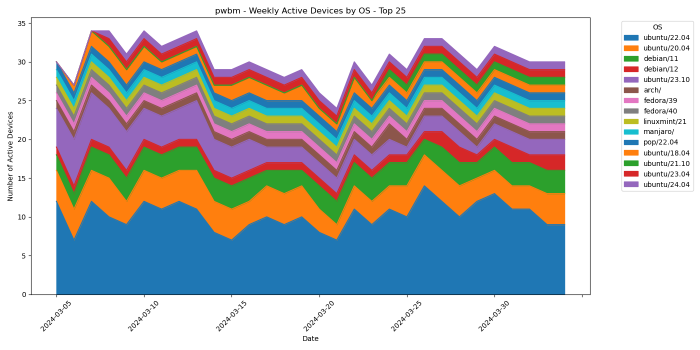 pwbm - Weekly Active Devices by OS - Top 25
Number of Active Devices
35
30
25
20
15
10
5
0
2024-03-05
2024-03-10
2024-03-15
2024-03-20
2024-03-25
2024-03-30
Date
OS
ubuntu/22.04
ubuntu/20.04
debian/11
debian/12
ubuntu/23.10
arch/
fedora/39
fedora/40
linuxmint/21
manjaro/
pop/22.04
ubuntu/18.04
ubuntu/21.10
ubuntu/23.04
ubuntu/24.04